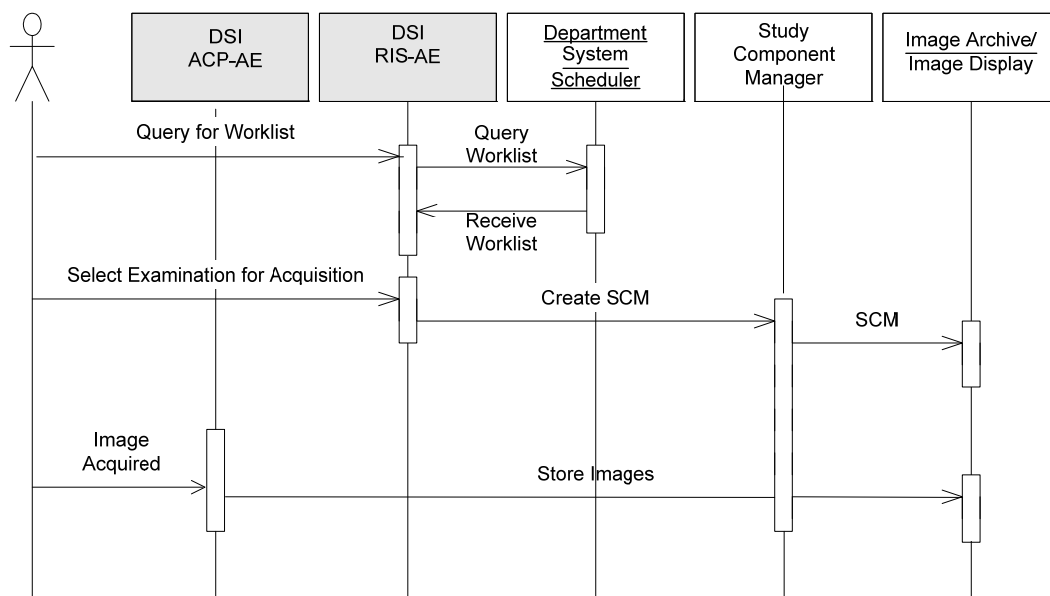 DSI
ACP-AE
DSI
RIS-AE
Department
System
Scheduler
Study
Component
Manager
Image Archive/
Image Display
Query for Worklist
Query
Worklist
Receive
Worklist
Select Examination for Acquisition
Create SCM
SCM
Image
Acquired
Store Images